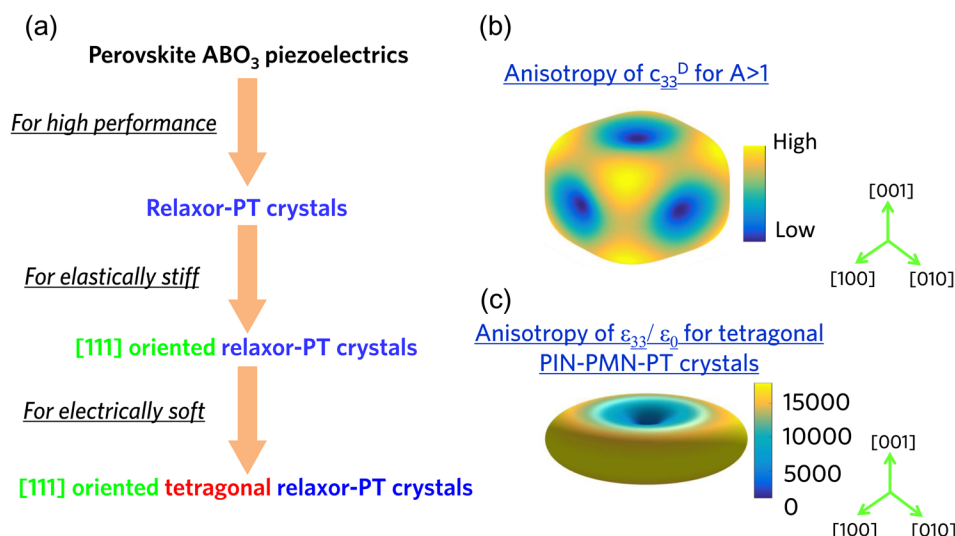 (a)
Perovskite ABO₃ piezoelectrics
For high performance
Relaxor-PT crystals
For elastically stiff
[111] oriented relaxor-PT crystals
For electrically soft
[111] oriented tetragonal relaxor-PT crystals
(b)
Anisotropy of c₃₃ᴰ for A>1
High
Low
[001]
[100]
[010]
(c)
Anisotropy of ε₃₃/ ε₀ for tetragonal
PIN-PMN-PT crystals
15000
10000
5000
0
[001]
[100]
[010]